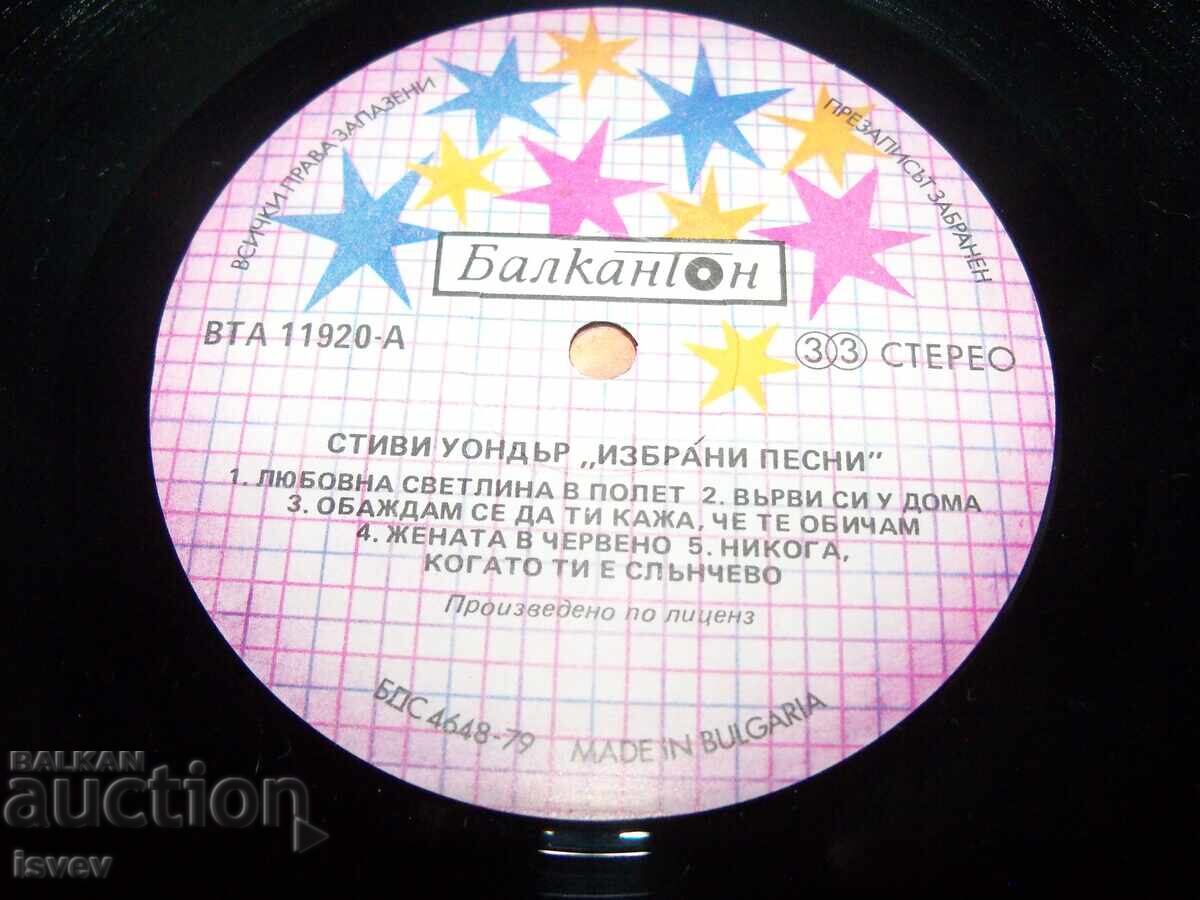 ВСИЧКИ ПРАВА ЗАПАЗЕНИ
ПРЕЗАПИСЪТ ЗАБРАНЕН
Балкантон
ВТА 11920-А
33 СТЕРЕО
СТИВИ УОНДЪР „ИЗБРА́НИ ПЕСНИ"
1. ЛЮБОВНА СВЕТЛИНА В ПОЛЕТ 2. ВЪРВИ СИ У ДОМА
3. ОБАЖДАМ СЕ ДА ТИ КАЖА, ЧЕ ТЕ ОБИЧАМ
4. ЖЕНАТА В ЧЕРВЕНО 5. НИКОГА,
КОГАТО ТИ Е СЛЪНЧЕВО
Произведено по лиценз
БДС 4648-79 MADE IN BULGARIA
BALKAN
auction
isvev